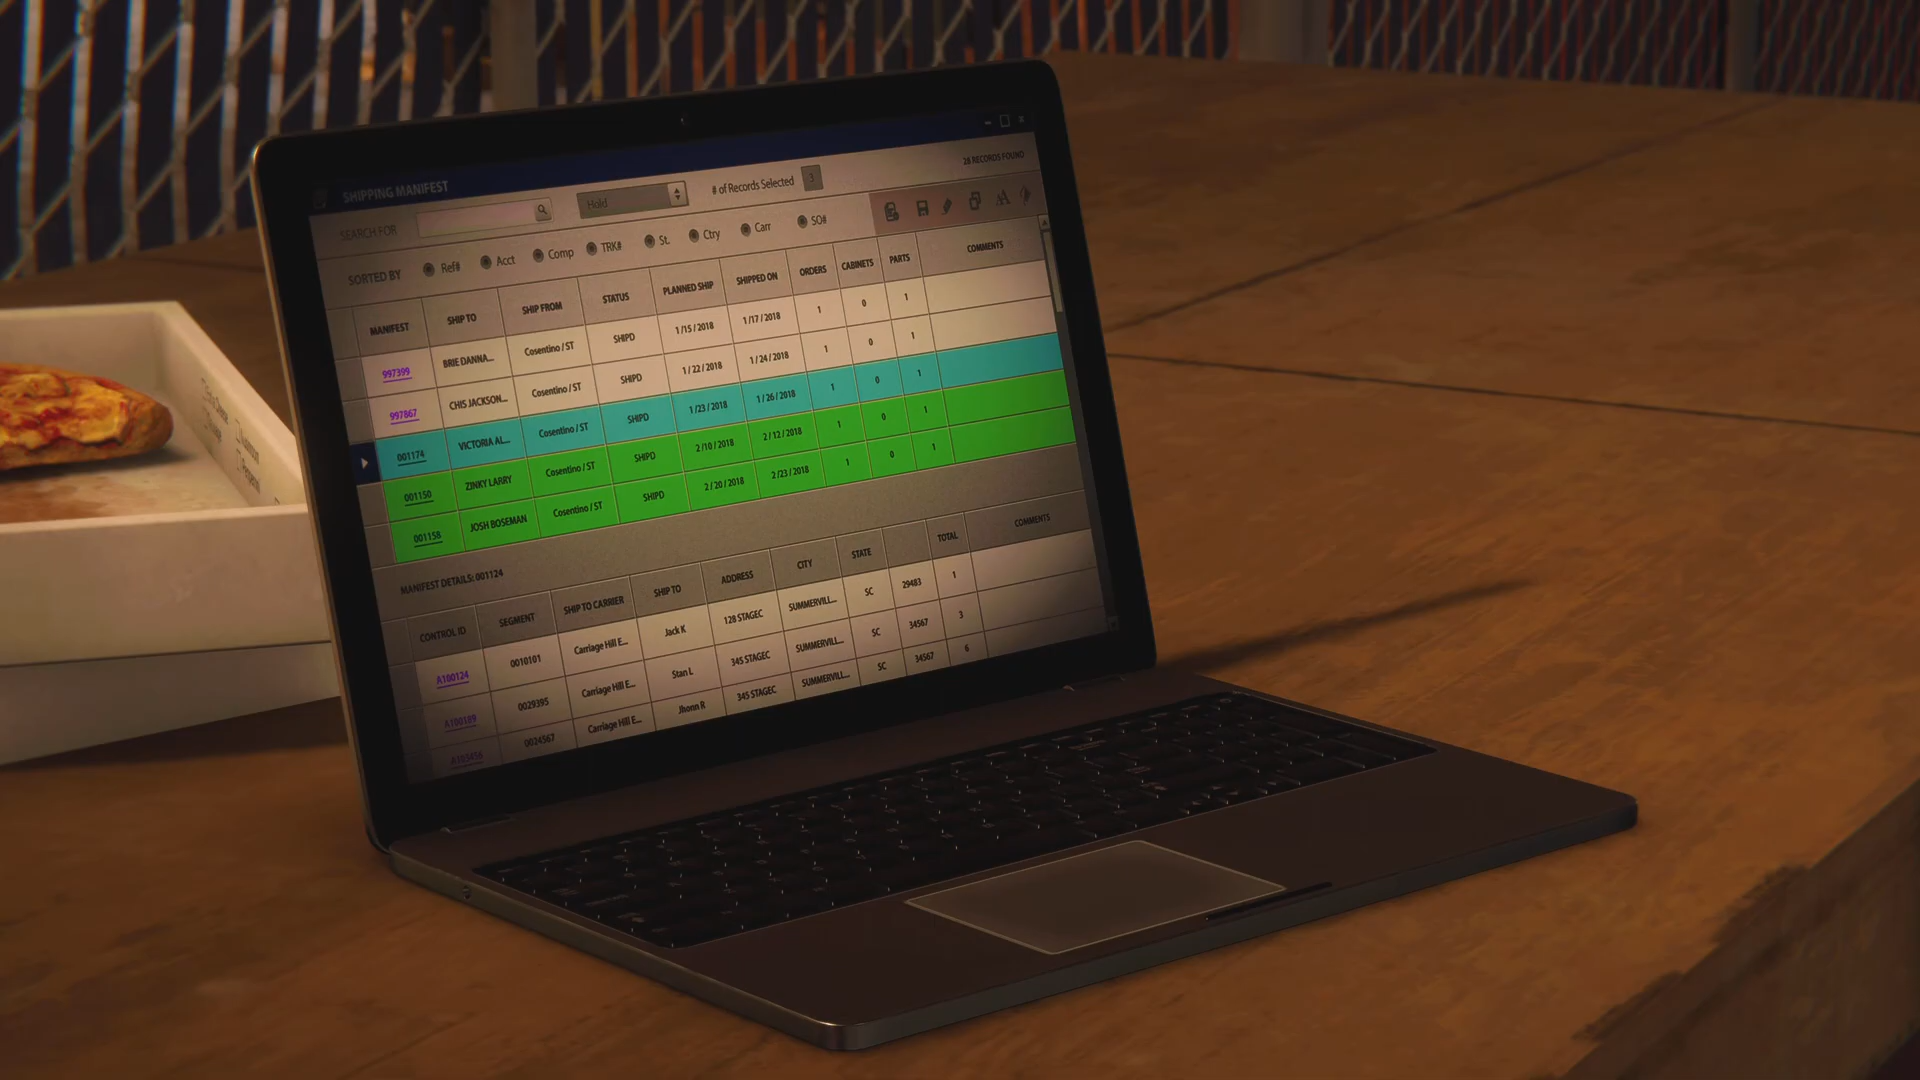 SHIPPING MANIFEST
SEARCH FOR Hold # of Records Selected 28 RECORDS FOUND
SORTED BY Ref# Acct Comp TRK# St. Ctry Carr SO#
MANIFEST SHIP TO SHIP FROM STATUS PLANNED SHIP SHIPPED ON ORDERS CABINETS PARTS COMMENTS
997399 BRIE DANNA... Cosentino / ST SHIPD 1 /15 / 2018 1 /17 / 2018 1 0 1
997867 CHIS JACKSON... Cosentino / ST SHIPD 1 / 22 / 2018 1 / 24 / 2018 1 0 1
001174 VICTORIA AL... Cosentino / ST SHIPD 1 /23 / 2018 1 / 26 / 2018 1 0 1
001150 ZINKY LARRY Cosentino / ST SHIPD 2 /10 / 2018 2 / 12 / 2018 1 0 1
001158 JOSH BOSEMAN Cosentino / ST SHIPD 2 / 20 / 2018 2 /23 / 2018 1 0 1
MANIFEST DETAILS: 001124
CONTROL ID SEGMENT SHIP TO CARRIER SHIP TO ADDRESS CITY STATE TOTAL COMMENTS
A100124 0010101 Carriage Hill E... Jack K 128 STAGEC SUMMERVILL... SC 29483 1
A100189 0029395 Carriage Hill E... Stan L 345 STAGEC SUMMERVILL... SC 34567 3
A103456 0024567 Carriage Hill E... Jhonn R 345 STAGEC SUMMERVILL... SC 34567 6